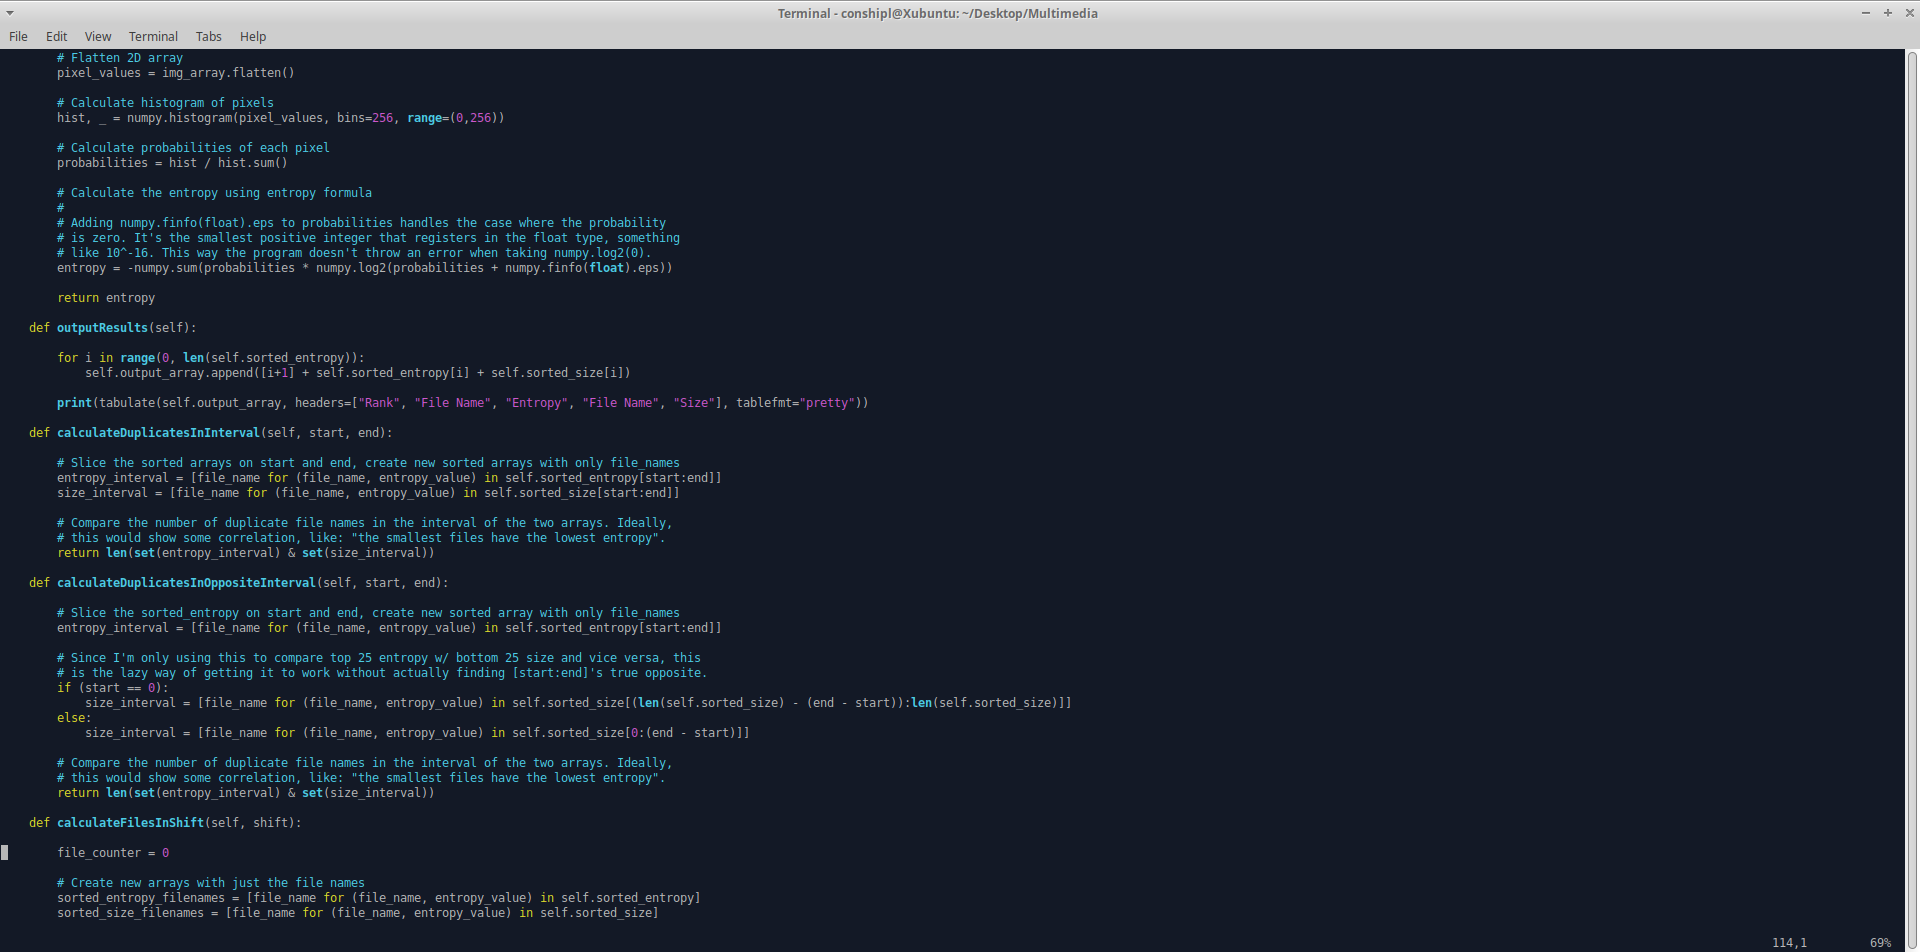 Terminal - conshipl@Xubuntu: ~/Desktop/Multimedia
File Edit View Terminal Tabs Help
# Flatten 2D array
pixel_values = img_array.flatten()
# Calculate histogram of pixels
hist, _ = numpy.histogram(pixel_values, bins=256, range=(0,256))
# Calculate probabilities of each pixel
probabilities = hist / hist.sum()
# Calculate the entropy using entropy formula
#
# Adding numpy.finfo(float).eps to probabilities handles the case where the probability
# is zero. It's the smallest positive integer that registers in the float type, something
# like 10^-16. This way the program doesn't throw an error when taking numpy.log2(0).
entropy = -numpy.sum(probabilities * numpy.log2(probabilities + numpy.finfo(float).eps))
return entropy
def outputResults(self):
for i in range(0, len(self.sorted_entropy)):
self.output_array.append([i+1] + self.sorted_entropy[i] + self.sorted_size[i])
print(tabulate(self.output_array, headers=["Rank", "File Name", "Entropy", "File Name", "Size"], tablefmt="pretty"))
def calculateDuplicatesInInterval(self, start, end):
# Slice the sorted arrays on start and end, create new sorted arrays with only file_names
entropy_interval = [file_name for (file_name, entropy_value) in self.sorted_entropy[start:end]]
size_interval = [file_name for (file_name, entropy_value) in self.sorted_size[start:end]]
# Compare the number of duplicate file names in the interval of the two arrays. Ideally,
# this would show some correlation, like: "the smallest files have the lowest entropy".
return len(set(entropy_interval) & set(size_interval))
def calculateDuplicatesInOppositeInterval(self, start, end):
# Slice the sorted_entropy on start and end, create new sorted array with only file_names
entropy_interval = [file_name for (file_name, entropy_value) in self.sorted_entropy[start:end]]
# Since I'm only using this to compare top 25 entropy w/ bottom 25 size and vice versa, this
# is the lazy way of getting it to work without actually finding [start:end]'s true opposite.
if (start == 0):
size_interval = [file_name for (file_name, entropy_value) in self.sorted_size[(len(self.sorted_size) - (end - start)):len(self.sorted_size)]]
else:
size_interval = [file_name for (file_name, entropy_value) in self.sorted_size[0:(end - start)]]
# Compare the number of duplicate file names in the interval of the two arrays. Ideally,
# this would show some correlation, like: "the smallest files have the lowest entropy".
return len(set(entropy_interval) & set(size_interval))
def calculateFilesInShift(self, shift):
file_counter = 0
# Create new arrays with just the file names
sorted_entropy_filenames = [file_name for (file_name, entropy_value) in self.sorted_entropy]
sorted_size_filenames = [file_name for (file_name, entropy_value) in self.sorted_size]
114,1 69%